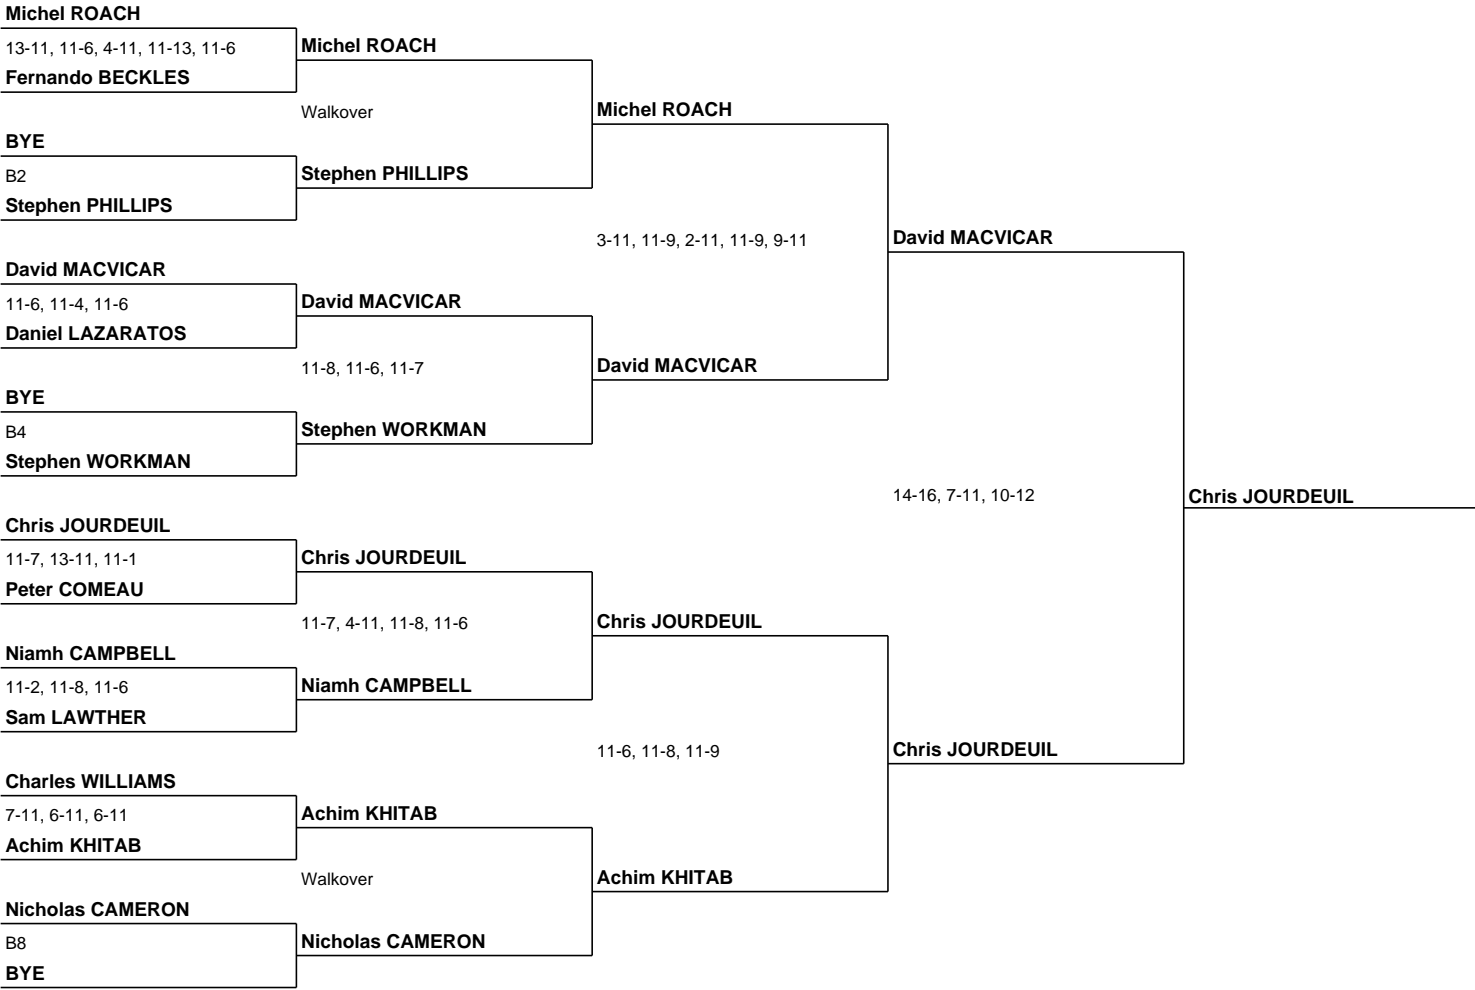 Michel ROACH
13-11, 11-6, 4-11, 11-13, 11-6
Fernando BECKLES
BYE
B2
Stephen PHILLIPS
David MACVICAR
11-6, 11-4, 11-6
Daniel LAZARATOS
BYE
B4
Stephen WORKMAN
Chris JOURDEUIL
11-7, 13-11, 11-1
Peter COMEAU
Niamh CAMPBELL
11-2, 11-8, 11-6
Sam LAWTHER
Charles WILLIAMS
7-11, 6-11, 6-11
Achim KHITAB
Nicholas CAMERON
B8
BYE
Michel ROACH
Walkover
Stephen PHILLIPS
David MACVICAR
11-8, 11-6, 11-7
Stephen WORKMAN
Chris JOURDEUIL
11-7, 4-11, 11-8, 11-6
Niamh CAMPBELL
Achim KHITAB
Walkover
Nicholas CAMERON
Michel ROACH
3-11, 11-9, 2-11, 11-9, 9-11
David MACVICAR
Chris JOURDEUIL
11-6, 11-8, 11-9
Achim KHITAB
David MACVICAR
14-16, 7-11, 10-12
Chris JOURDEUIL
Chris JOURDEUIL